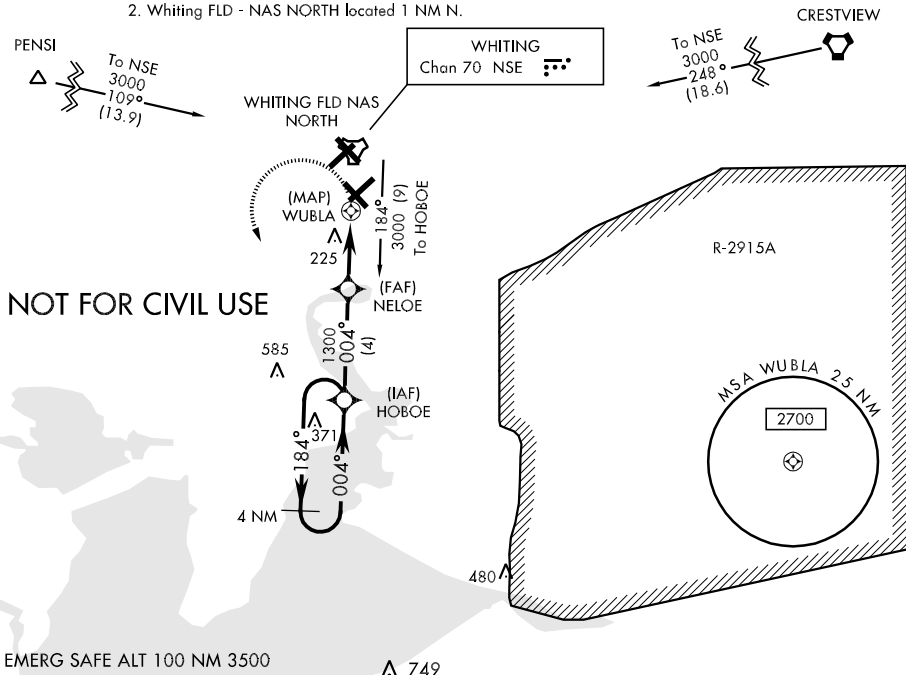 2. Whiting FLD - NAS NORTH located 1 NM N.
CRESTVIEW
PENSI
To NSE
3000
109°
(13.9)
WHITING
Chan 70 NSE
To NSE
3000
248°
(18.6)
WHITING FLD NAS
NORTH
(MAP)
WUBLA
184°
3000 (9)
To HOBOE
225
R-2915A
(FAF)
NELOE
NOT FOR CIVIL USE
585
1300
004°
(4)
(IAF)
HOBOE
371
184°
004°
4 NM
MSA WUBLA 25 NM
2700
480
EMERG SAFE ALT 100 NM 3500
749